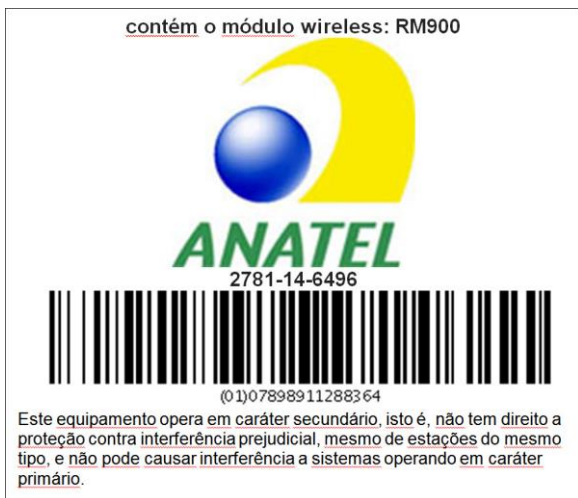 contém o módulo wireless: RM900
ANATEL
2781-14-6496
(01)07898911288364
Este equipamento opera em caráter secundário, isto é, não tem direito a
proteção contra interferência prejudicial, mesmo de estações do mesmo
tipo, e não pode causar interferência a sistemas operando em caráter
primário.